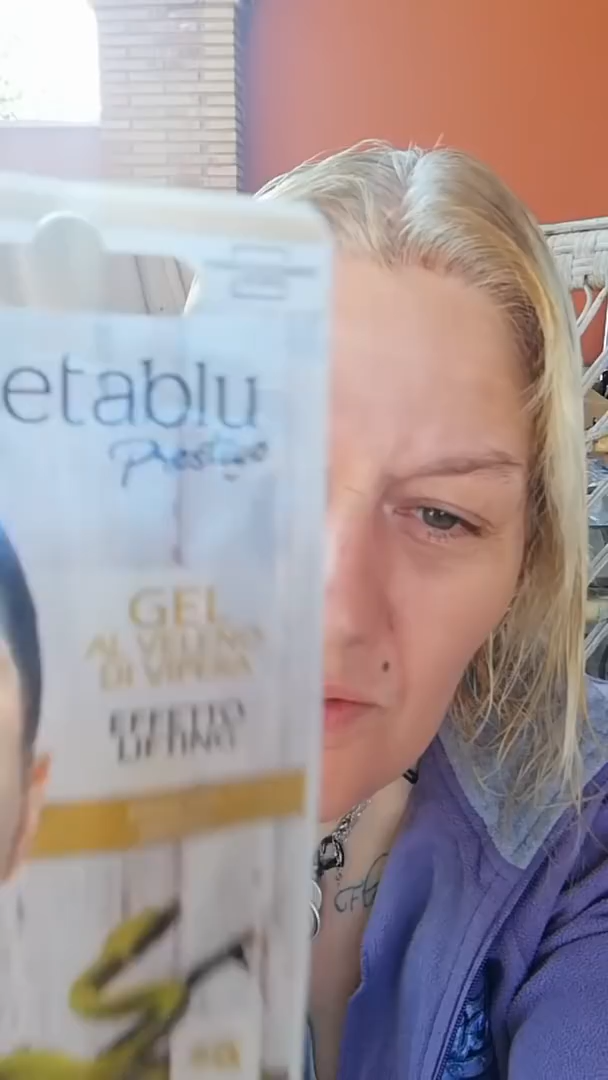 etablu
Prestige
GEL
AL VELENO
DI VIPERA
EFFETTO
LIFTING